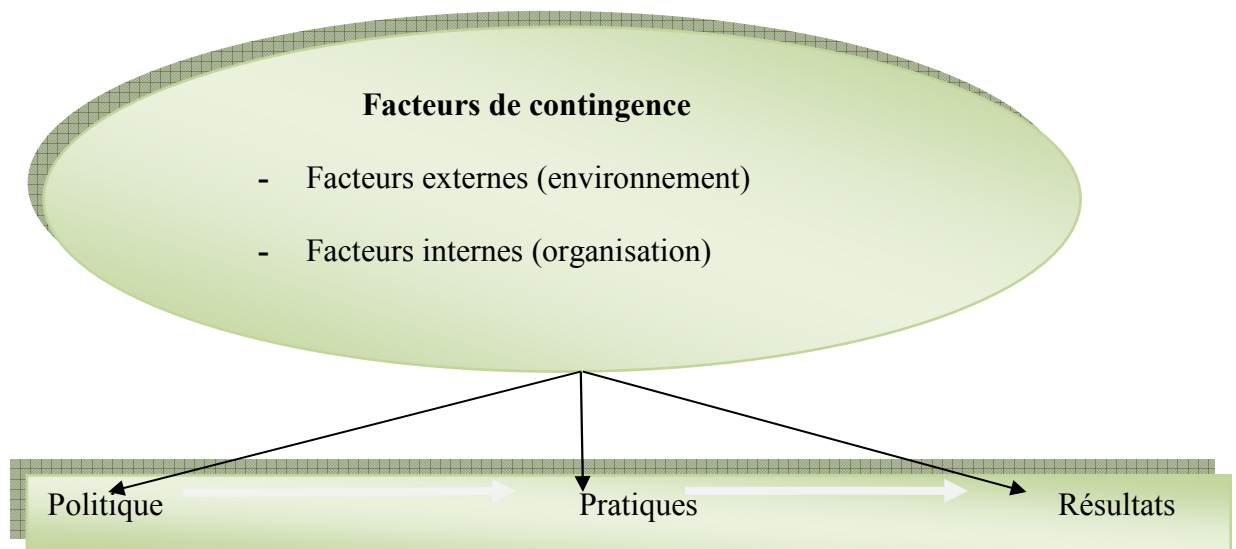 Facteurs de contingence
- Facteurs externes (environnement)
- Facteurs internes (organisation)
Politique Pratiques Résultats